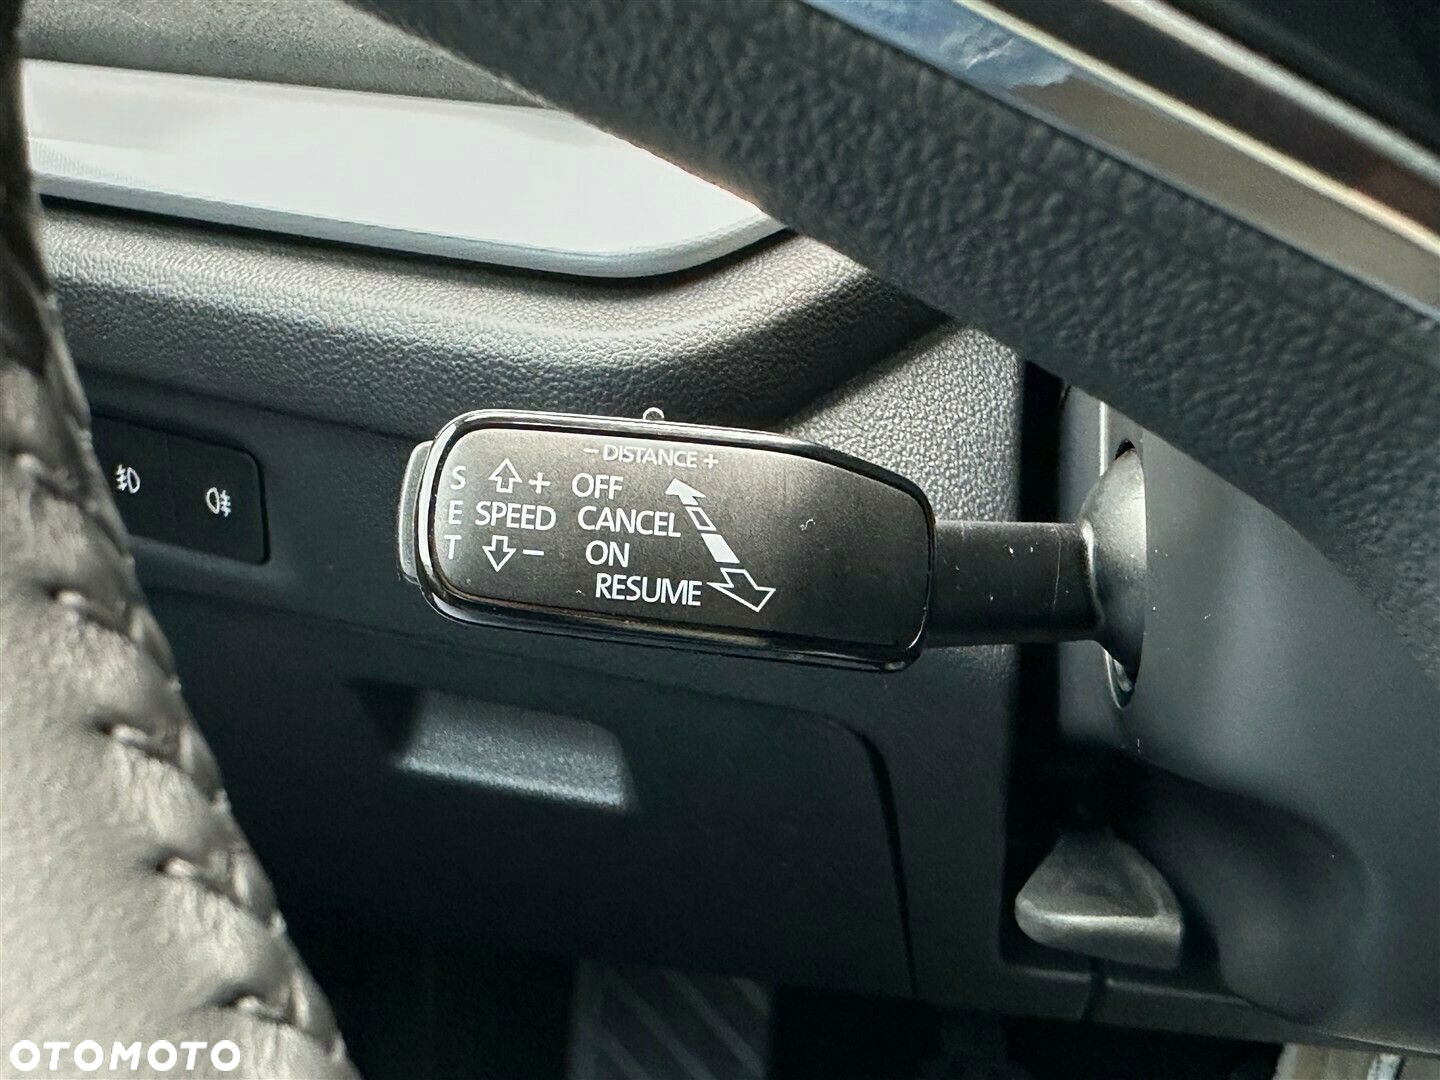 - DISTANCE +
S + OFF
E SPEED CANCEL
T - ON
RESUME
OTOMOTO